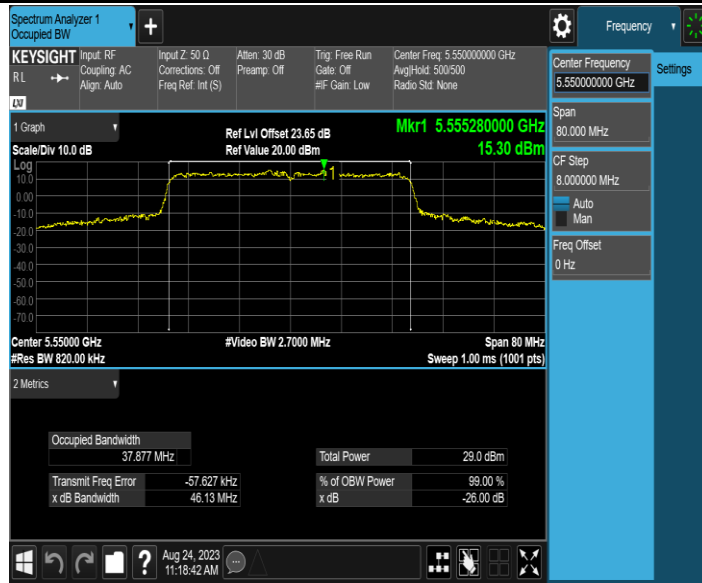 Spectrum Analyzer 1
Occupied BW
+
Frequency
KEYSIGHT
RL
LXI
Input: RF
Coupling: AC
Align: Auto
Input Z: 50 Ω
Corrections: Off
Freq Ref: Int (S)
Atten: 30 dB
Preamp: Off
Trig: Free Run
Gate: Off
#IF Gain: Low
Center Freq: 5.550000000 GHz
Avg|Hold: 500/500
Radio Std: None
Center Frequency
5.550000000 GHz
Settings
Span
80.000 MHz
CF Step
8.000000 MHz
Auto
Man
Freq Offset
0 Hz
1 Graph
Scale/Div 10.0 dB
Ref Lvl Offset 23.65 dB
Ref Value 20.00 dBm
Mkr1 5.555280000 GHz
15.30 dBm
Log
10.0
0.00
-10.0
-20.0
-30.0
-40.0
-50.0
-60.0
-70.0
1
Center 5.55000 GHz
#Res BW 820.00 kHz
#Video BW 2.7000 MHz
Span 80 MHz
Sweep 1.00 ms (1001 pts)
2 Metrics
Occupied Bandwidth
37.877 MHz
Total Power 29.0 dBm
Transmit Freq Error -57.627 kHz
% of OBW Power 99.00 %
x dB Bandwidth 46.13 MHz
x dB -26.00 dB
?
Aug 24, 2023
11:18:42 AM